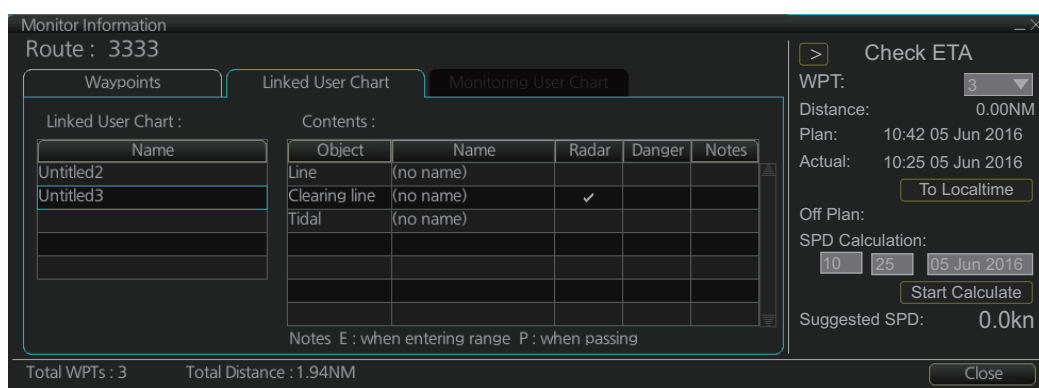 Monitor Information
Route : 3333
Waypoints
Linked User Chart
Monitoring User Chart
Linked User Chart :
Name
Untitled2
Untitled3
Contents :
Object Name Radar Danger Notes
Line (no name)
Clearing line (no name) ✓
Tidal (no name)
Notes E : when entering range P : when passing
> Check ETA
WPT: 3
Distance: 0.00NM
Plan: 10:42 05 Jun 2016
Actual: 10:25 05 Jun 2016
To Localtime
Off Plan:
SPD Calculation:
10 25 05 Jun 2016
Start Calculate
Suggested SPD: 0.0kn
Total WPTs : 3 Total Distance : 1.94NM
Close